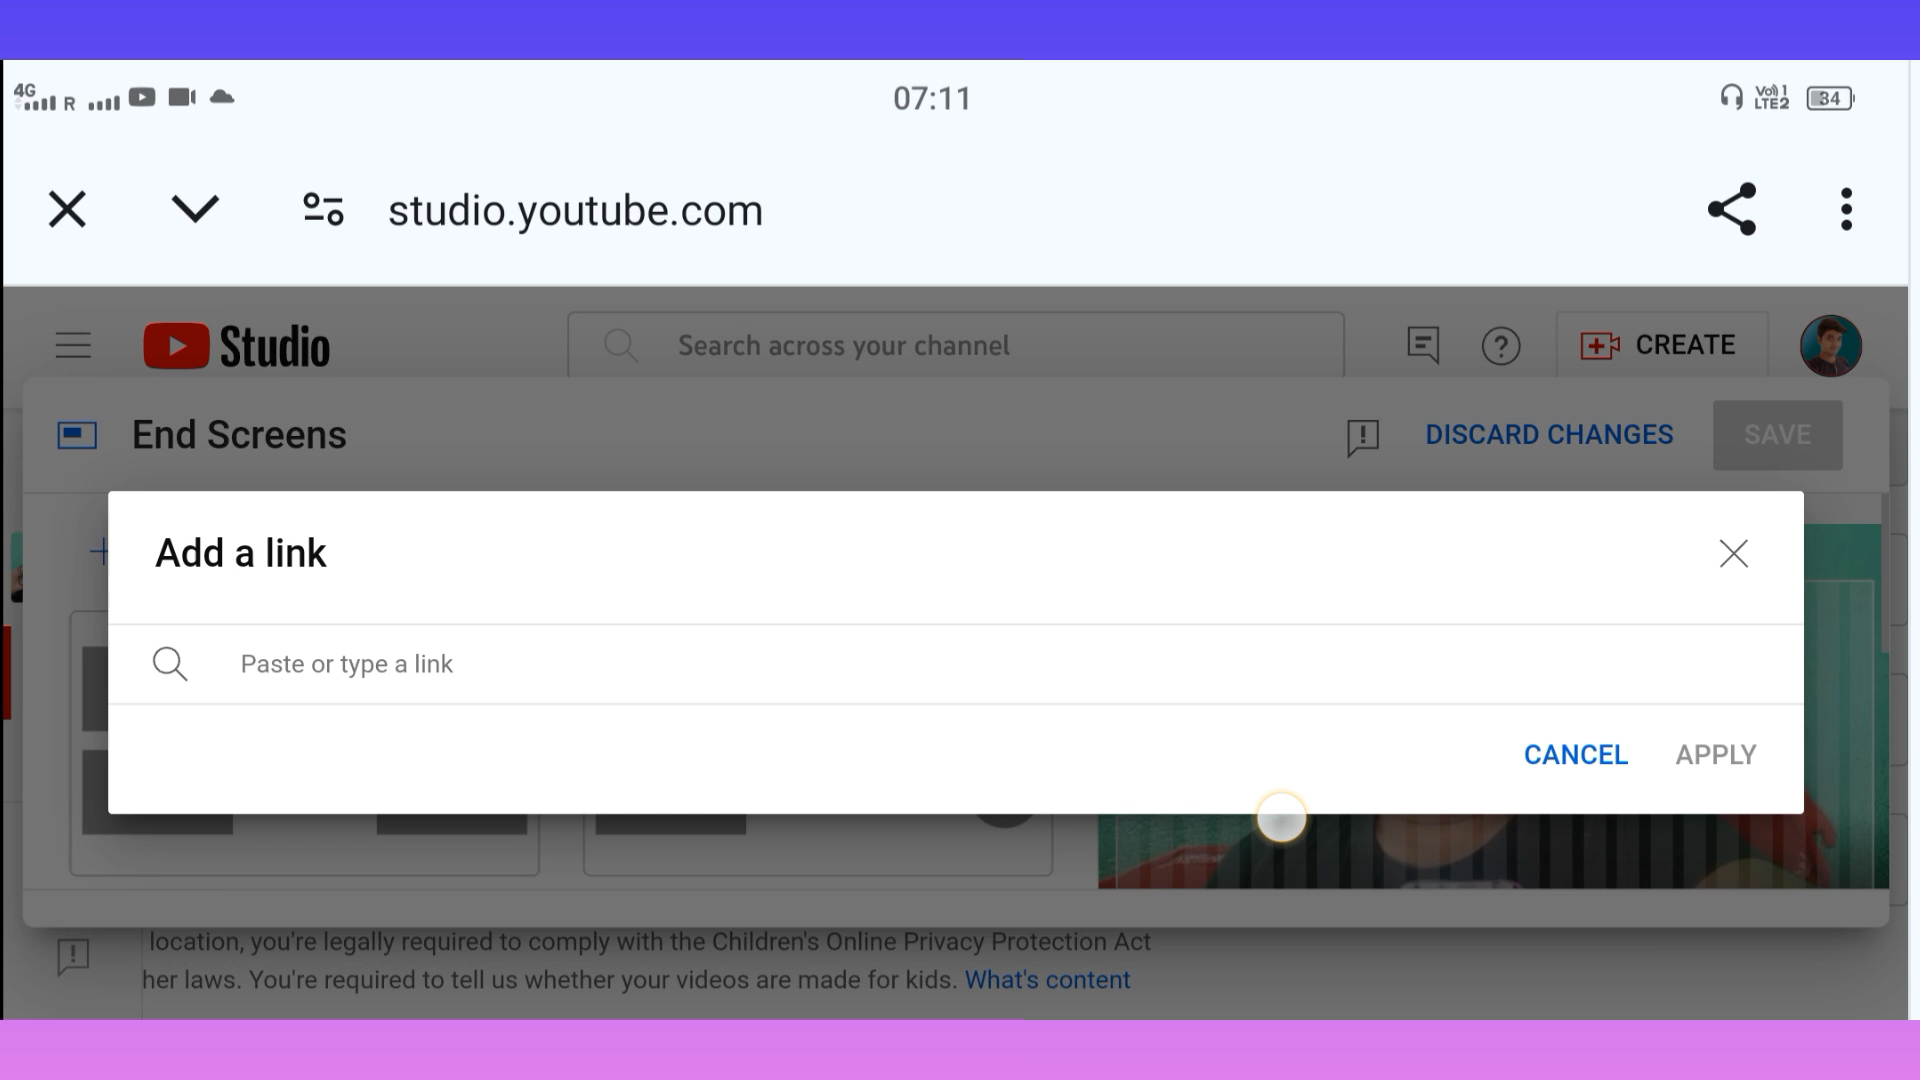 4G R 07:11 Vo)) 1 LTE2 34
studio.youtube.com
Studio Search across your channel CREATE
End Screens DISCARD CHANGES SAVE
Add a link
Paste or type a link
CANCEL APPLY
location, you're legally required to comply with the Children's Online Privacy Protection Act
her laws. You're required to tell us whether your videos are made for kids. What's content